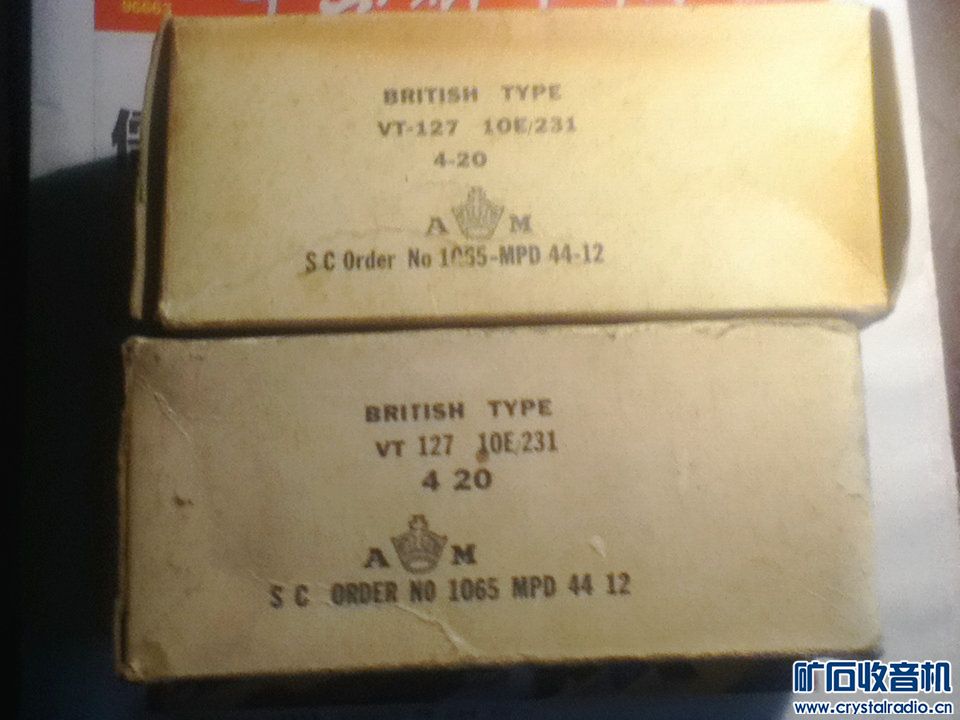 96663
BRITISH TYPE
VT-127 10E/231
4-20
A M
S C Order No 1065-MPD 44-12
BRITISH TYPE
VT 127 10E/231
4 20
A M
S C ORDER NO 1065 MPD 44 12
矿石收音机
www.crystalradio.cn